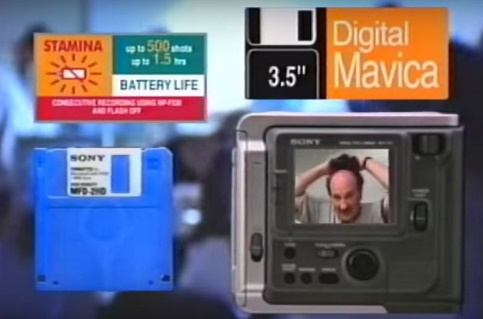 STAMINA
up to 500 shots
up to 1.5 hrs
BATTERY LIFE
CONSECUTIVE RECORDING USING NP-F530
AND FLASH OFF
3.5"
Digital
Mavica
SONY
MFD-2HD
SONY